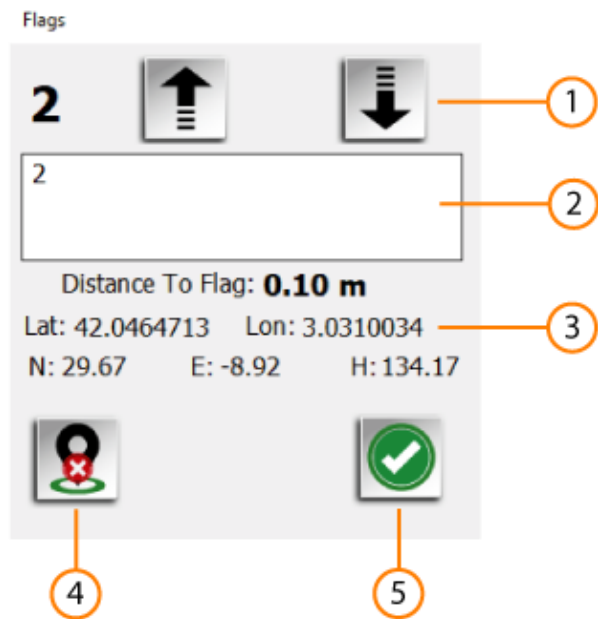 Flags
2
1
2
2
Distance To Flag: 0.10 m
Lat: 42.0464713 Lon: 3.0310034
3
N: 29.67 E: -8.92 H: 134.17
4 5